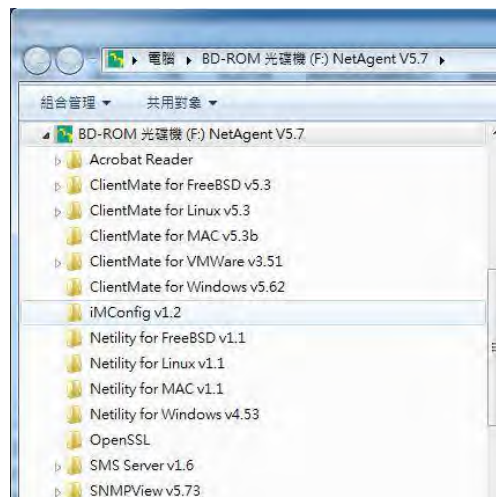 電腦 ▸ BD-ROM 光碟機 (F:) NetAgent V5.7 ▸
組合管理 ▼ 共用對象 ▼
BD-ROM 光碟機 (F:) NetAgent V5.7
Acrobat Reader
ClientMate for FreeBSD v5.3
ClientMate for Linux v5.3
ClientMate for MAC v5.3b
ClientMate for VMWare v3.51
ClientMate for Windows v5.62
iMConfig v1.2
Netility for FreeBSD v1.1
Netility for Linux v1.1
Netility for MAC v1.1
Netility for Windows v4.53
OpenSSL
SMS Server v1.6
SNMPView v5.73